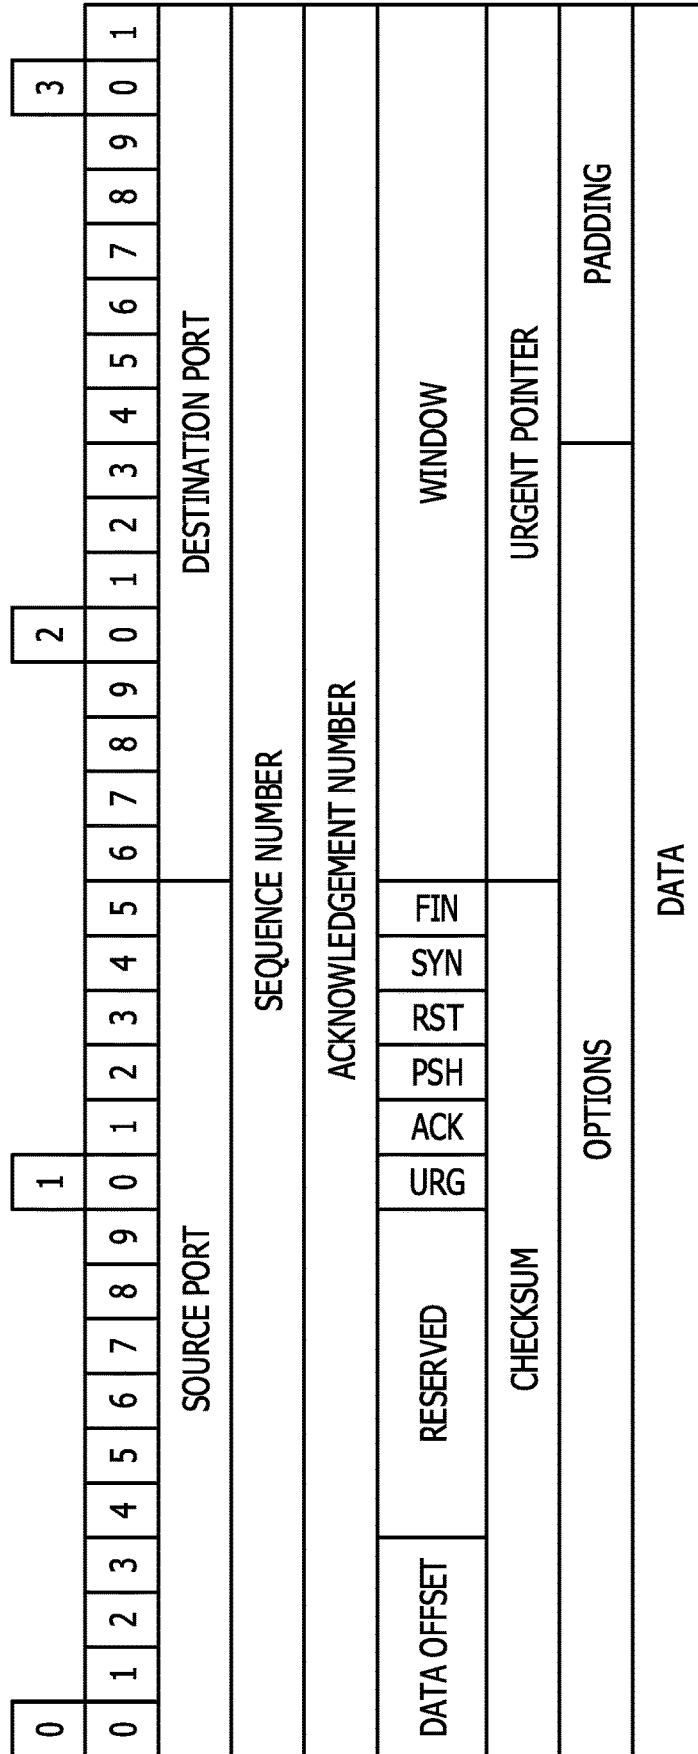 0 1 2 3
0 1 2 3 4 5 6 7 8 9 0 1 2 3 4 5 6 7 8 9 0 1 2 3 4 5 6 7 8 9 0 1
SOURCE PORT DESTINATION PORT
SEQUENCE NUMBER
ACKNOWLEDGEMENT NUMBER
DATA OFFSET RESERVED URG ACK PSH RST SYN FIN WINDOW
CHECKSUM URGENT POINTER
OPTIONS PADDING
DATA